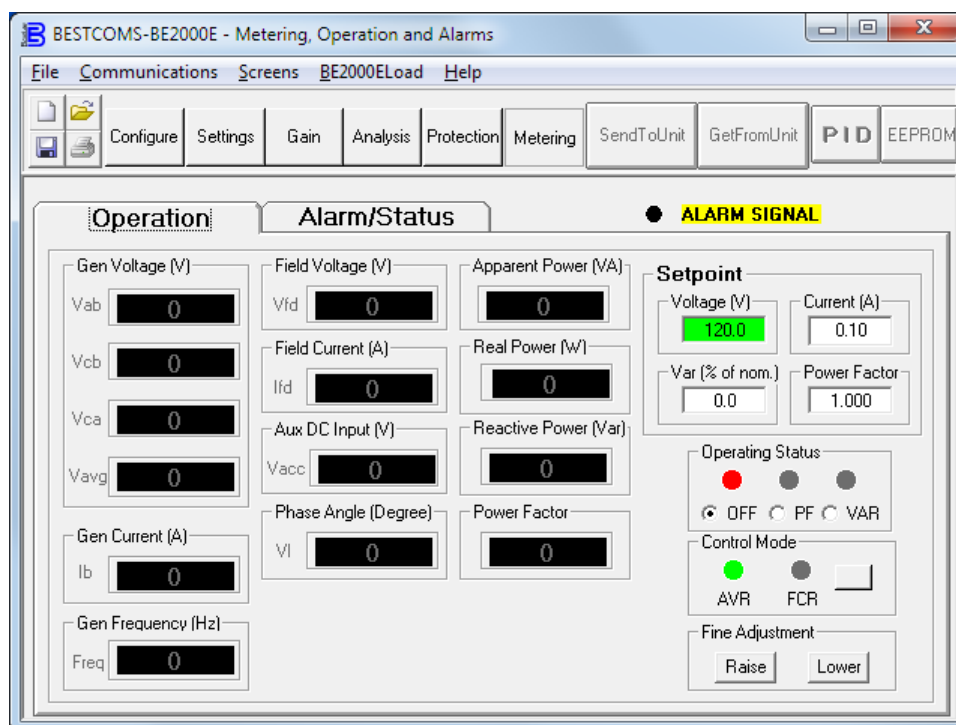 BESTCOMS-BE2000E - Metering, Operation and Alarms
File Communications Screens BE2000ELoad Help
Configure Settings Gain Analysis Protection Metering SendToUnit GetFromUnit PID EEPROM
Operation Alarm/Status ALARM SIGNAL
Gen Voltage (V)
Vab 0
Vcb 0
Vca 0
Vavg 0
Gen Current (A)
Ib 0
Gen Frequency (Hz)
Freq 0
Field Voltage (V)
Vfd 0
Field Current (A)
Ifd 0
Aux DC Input (V)
Vacc 0
Phase Angle (Degree)
VI 0
Apparent Power (VA)
0
Real Power (W)
0
Reactive Power (Var)
0
Power Factor
0
Setpoint
Voltage (V) Current (A)
120.0 0.10
Var (% of nom.) Power Factor
0.0 1.000
Operating Status
OFF PF VAR
Control Mode
AVR FCR
Fine Adjustment
Raise Lower